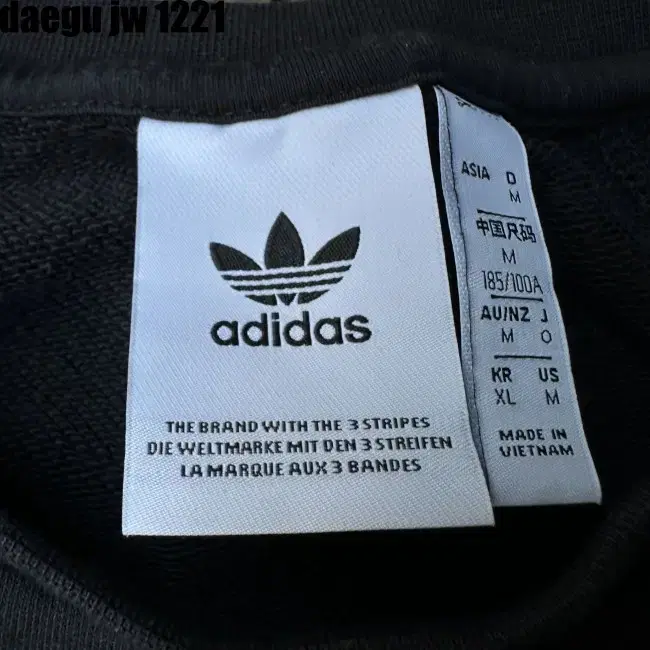 daegu jw 1221
adidas
THE BRAND WITH THE 3 STRIPES
DIE WELTMARKE MIT DEN 3 STREIFEN
LA MARQUE AUX 3 BANDES
ASIA D
M
中国尺码
M
185/100A
AU/NZ J
M O
KR US
XL M
MADE IN
VIETNAM